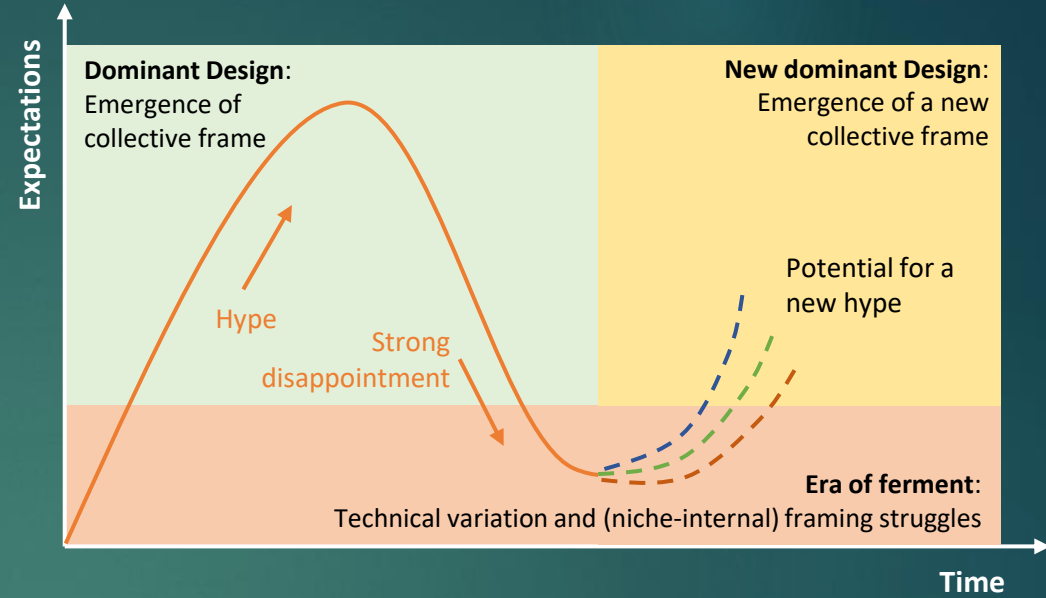 Expectations
Dominant Design:
Emergence of
collective frame
New dominant Design:
Emergence of a new
collective frame
Hype
Strong
disappointment
Potential for a
new hype
Era of ferment:
Technical variation and (niche-internal) framing struggles
Time